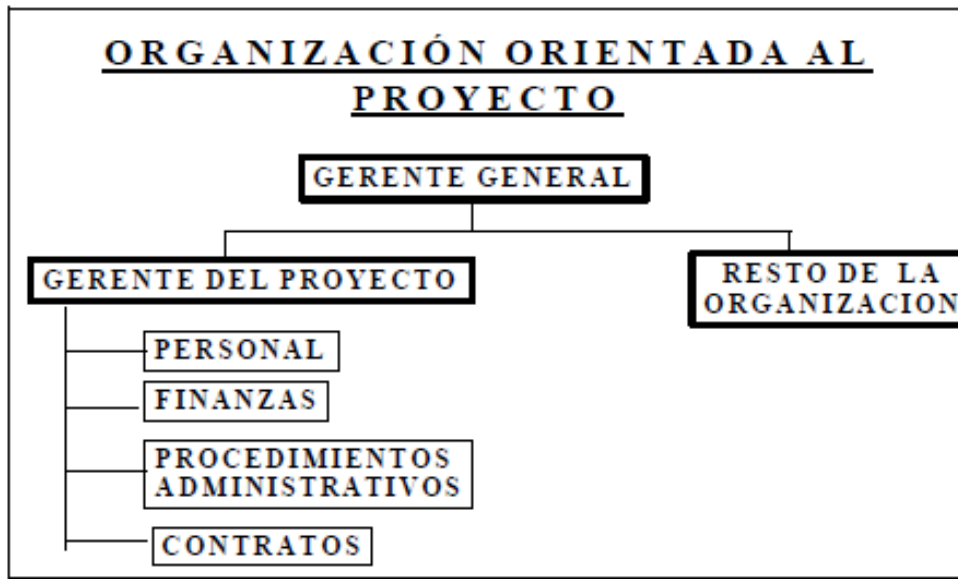 ORGANIZACIÓN ORIENTADA AL
PROYECTO
GERENTE GENERAL
GERENTE DEL PROYECTO
RESTO DE LA
ORGANIZACION
PERSONAL
FINANZAS
PROCEDIMIENTOS
ADMINISTRATIVOS
CONTRATOS